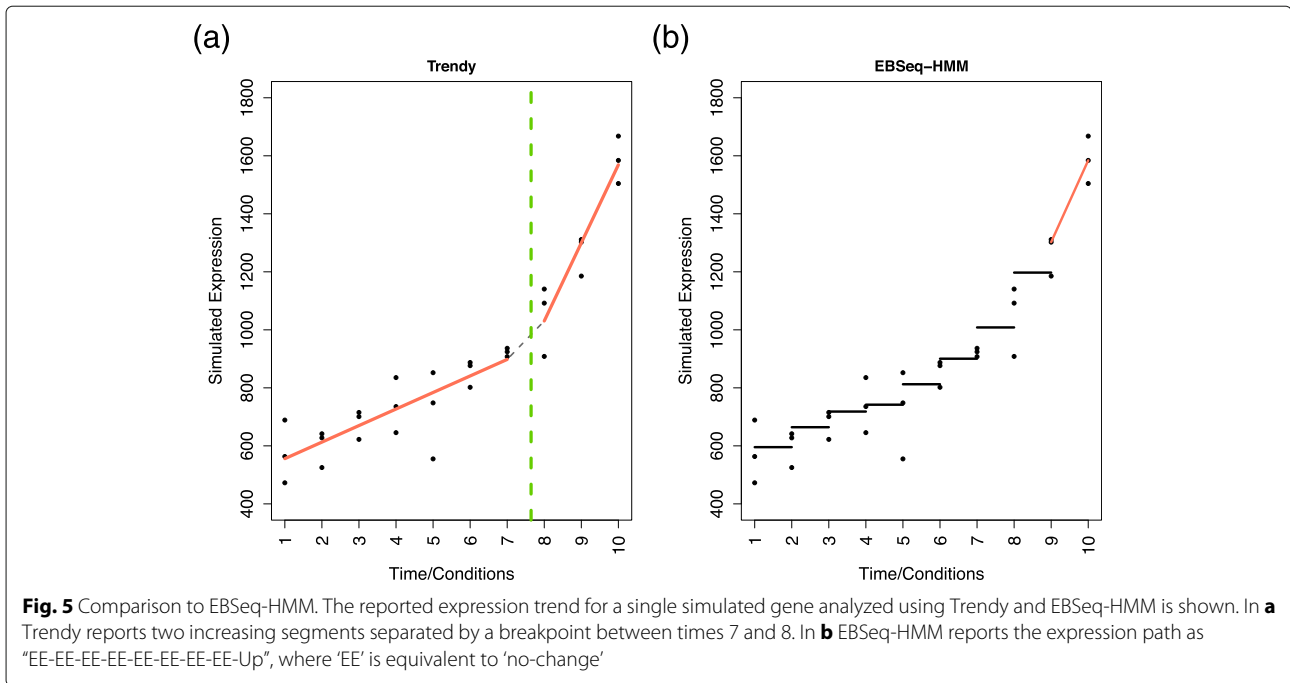 (a)
Trendy
Simulated Expression
1800
1600
1400
1200
1000
800
600
400
1 2 3 4 5 6 7 8 9 10
Time/Conditions
(b)
EBSeq−HMM
Simulated Expression
1800
1600
1400
1200
1000
800
600
400
1 2 3 4 5 6 7 8 9 10
Time/Conditions
Fig. 5 Comparison to EBSeq-HMM. The reported expression trend for a single simulated gene analyzed using Trendy and EBSeq-HMM is shown. In a
Trendy reports two increasing segments separated by a breakpoint between times 7 and 8. In b EBSeq-HMM reports the expression path as
“EE-EE-EE-EE-EE-EE-EE-EE-Up”, where ‘EE’ is equivalent to ‘no-change’